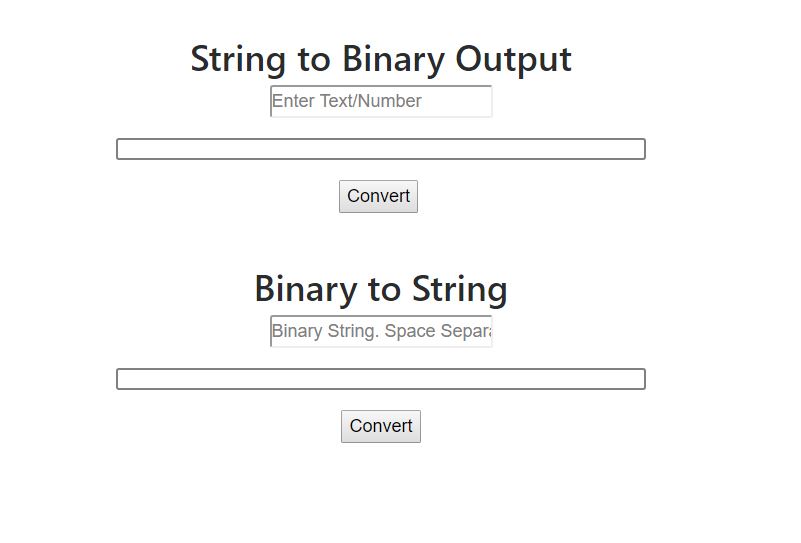 String to Binary Output
Enter Text/Number
Convert
Binary to String
Binary String. Space Separa
Convert